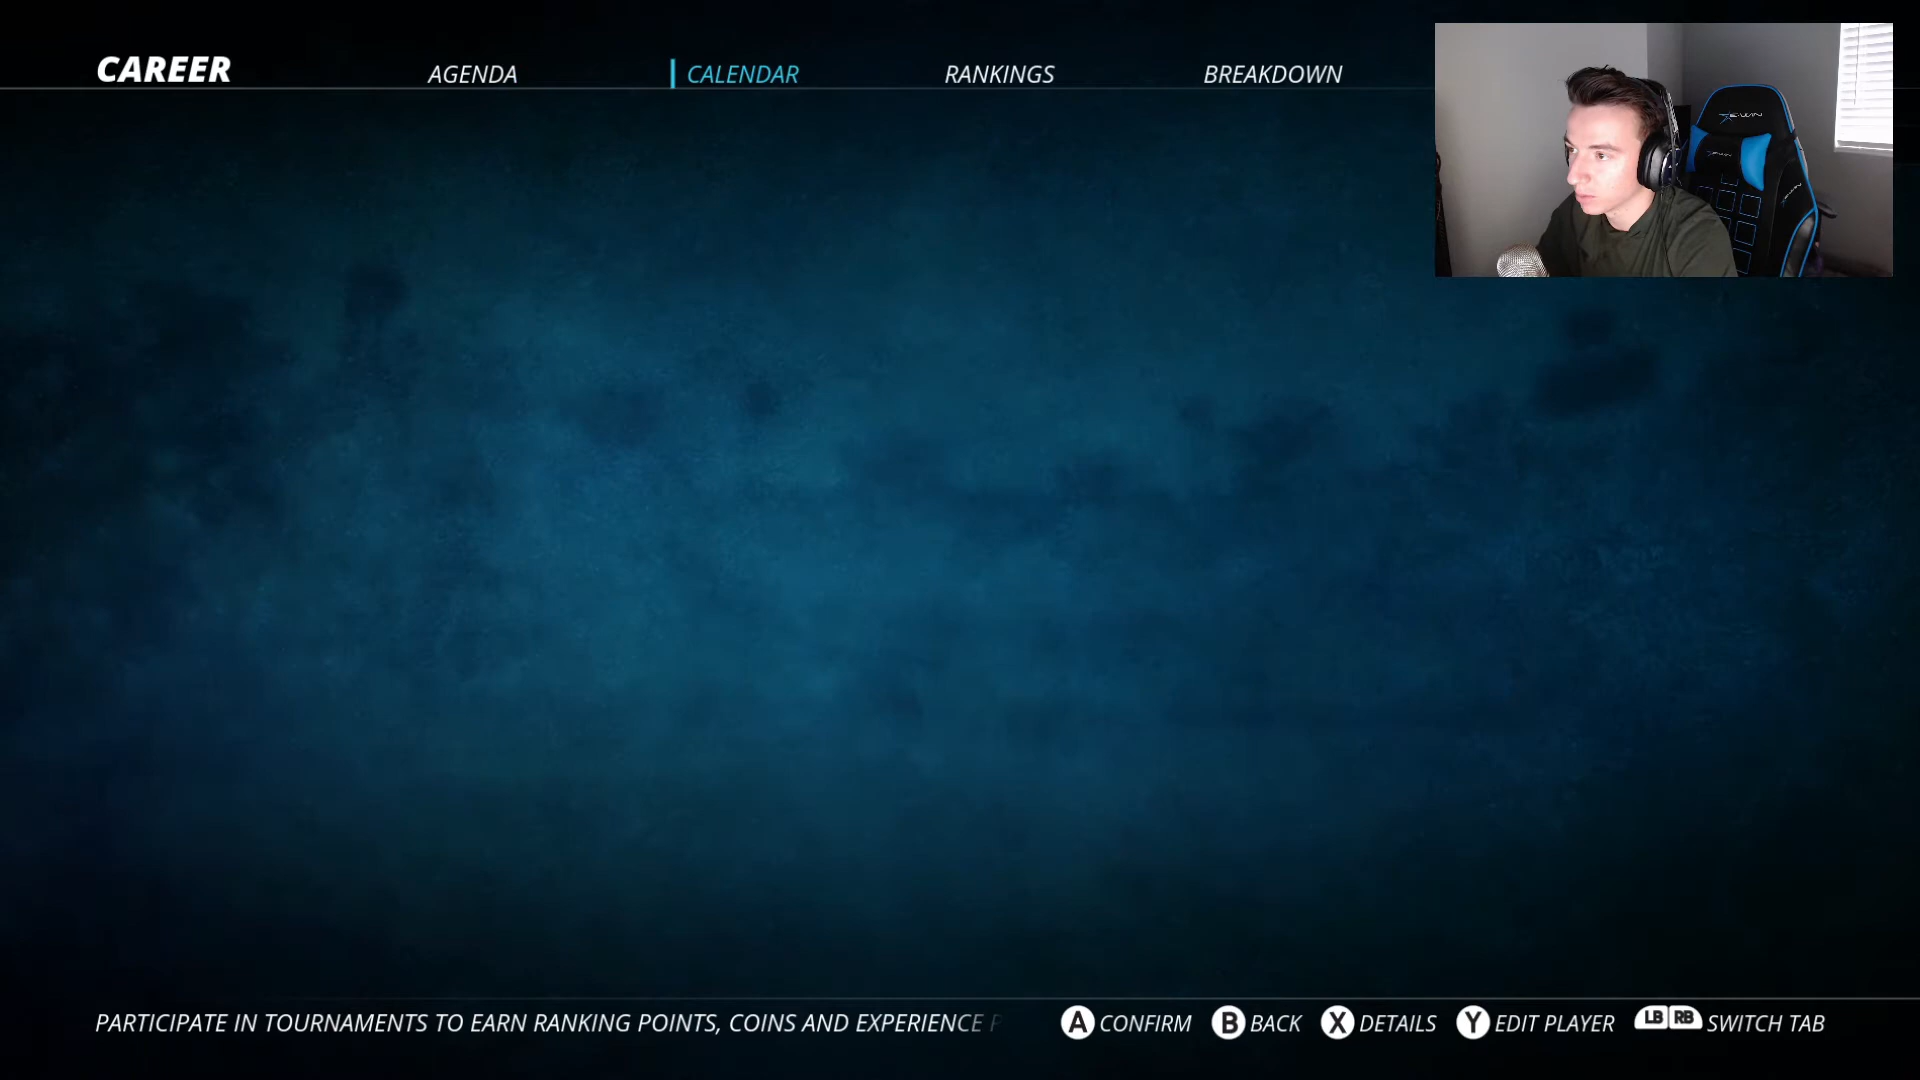 CAREER
AGENDA
CALENDAR
RANKINGS
BREAKDOWN
PARTICIPATE IN TOURNAMENTS TO EARN RANKING POINTS, COINS AND EXPERIENCE
A CONFIRM
B BACK
X DETAILS
Y EDIT PLAYER
LB RB SWITCH TAB